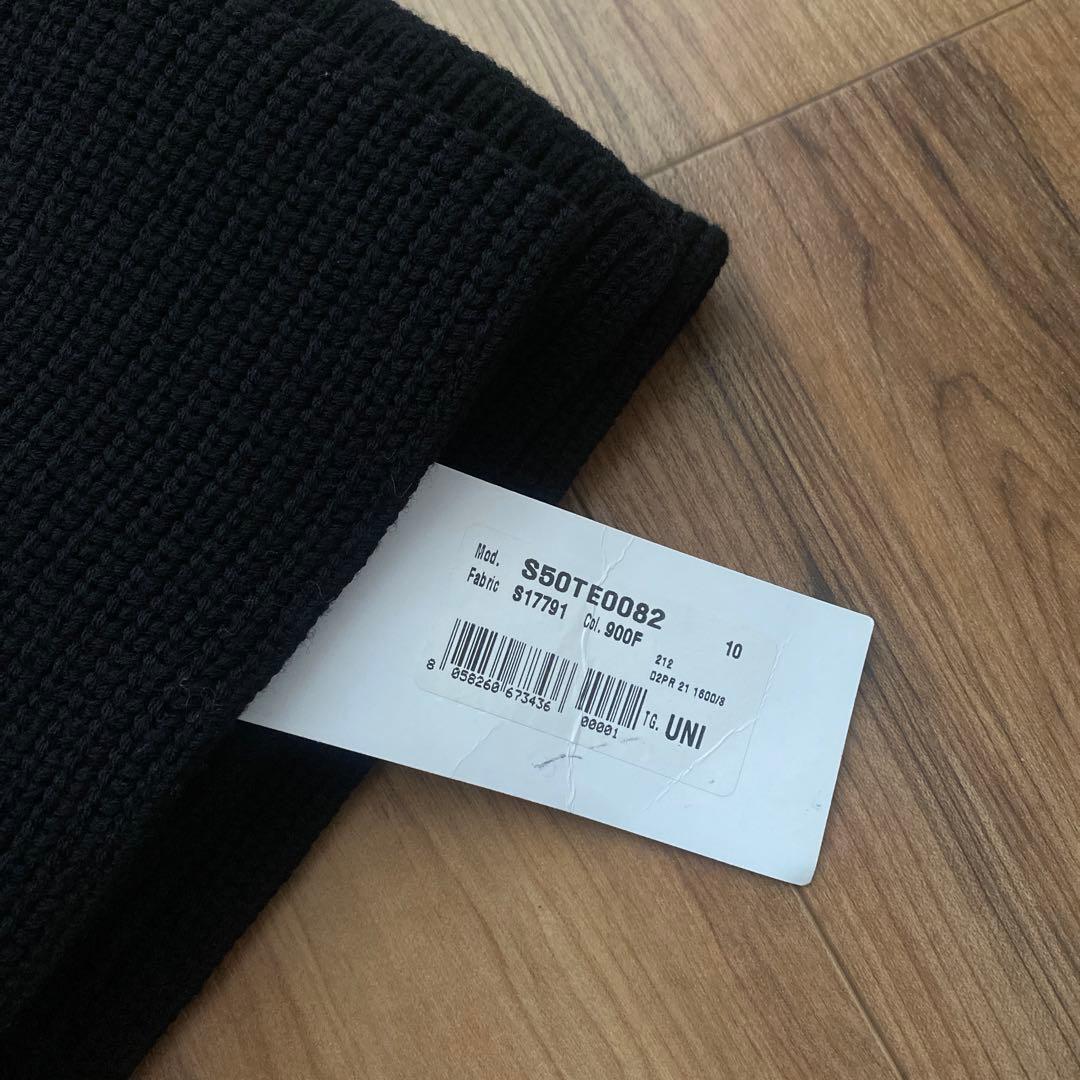 Mod. S50TE0082
Fabric S17791 Col. 900F 10
212
D2PR 21 1600/8
8 058260 673436 00001 TG. UNI